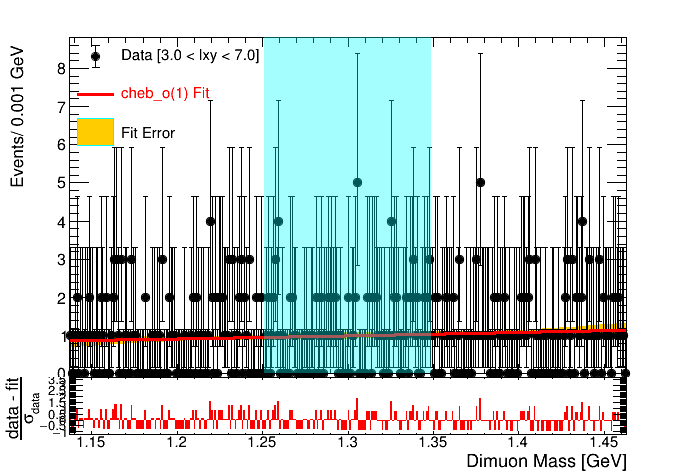 Events/ 0.001 GeV
Data [3.0 < lxy < 7.0]
cheb_o(1) Fit
Fit Error
8
7
6
5
4
3
2
1
0
data - fit
σdata
1.15 1.2 1.25 1.3 1.35 1.4 1.45
Dimuon Mass [GeV]